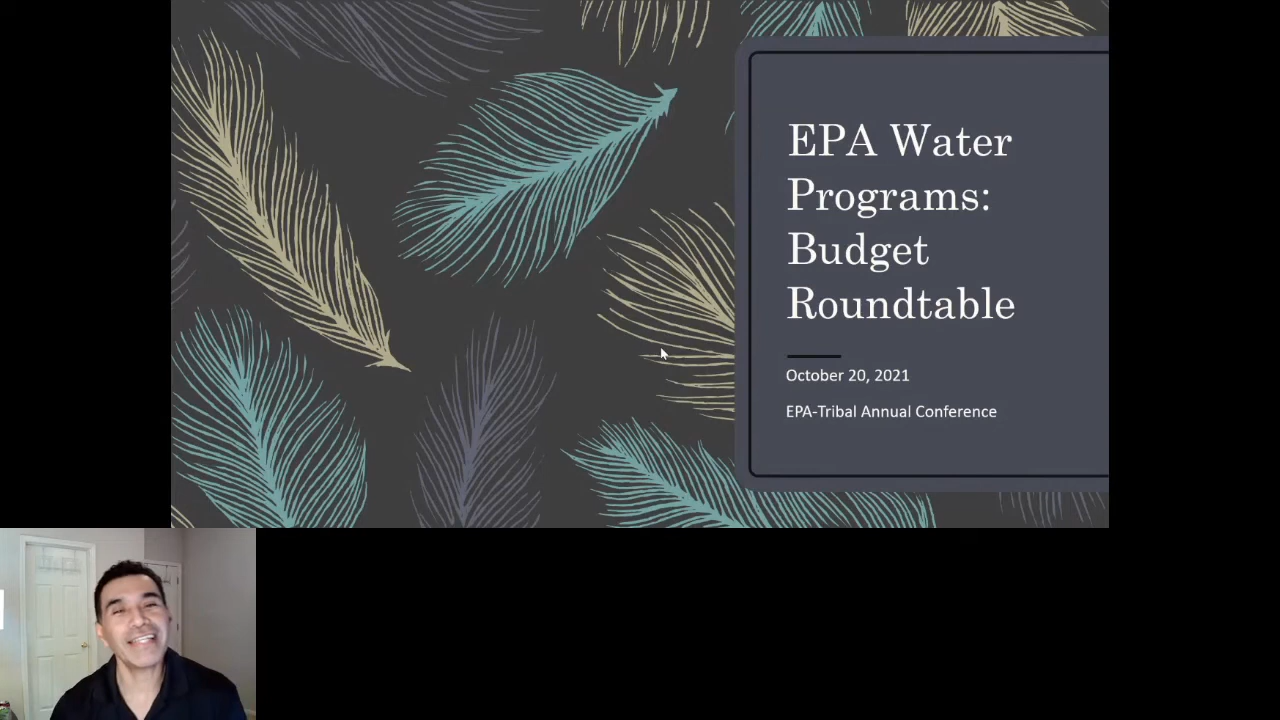 EPA Water
Programs:
Budget
Roundtable
October 20, 2021
EPA-Tribal Annual Conference